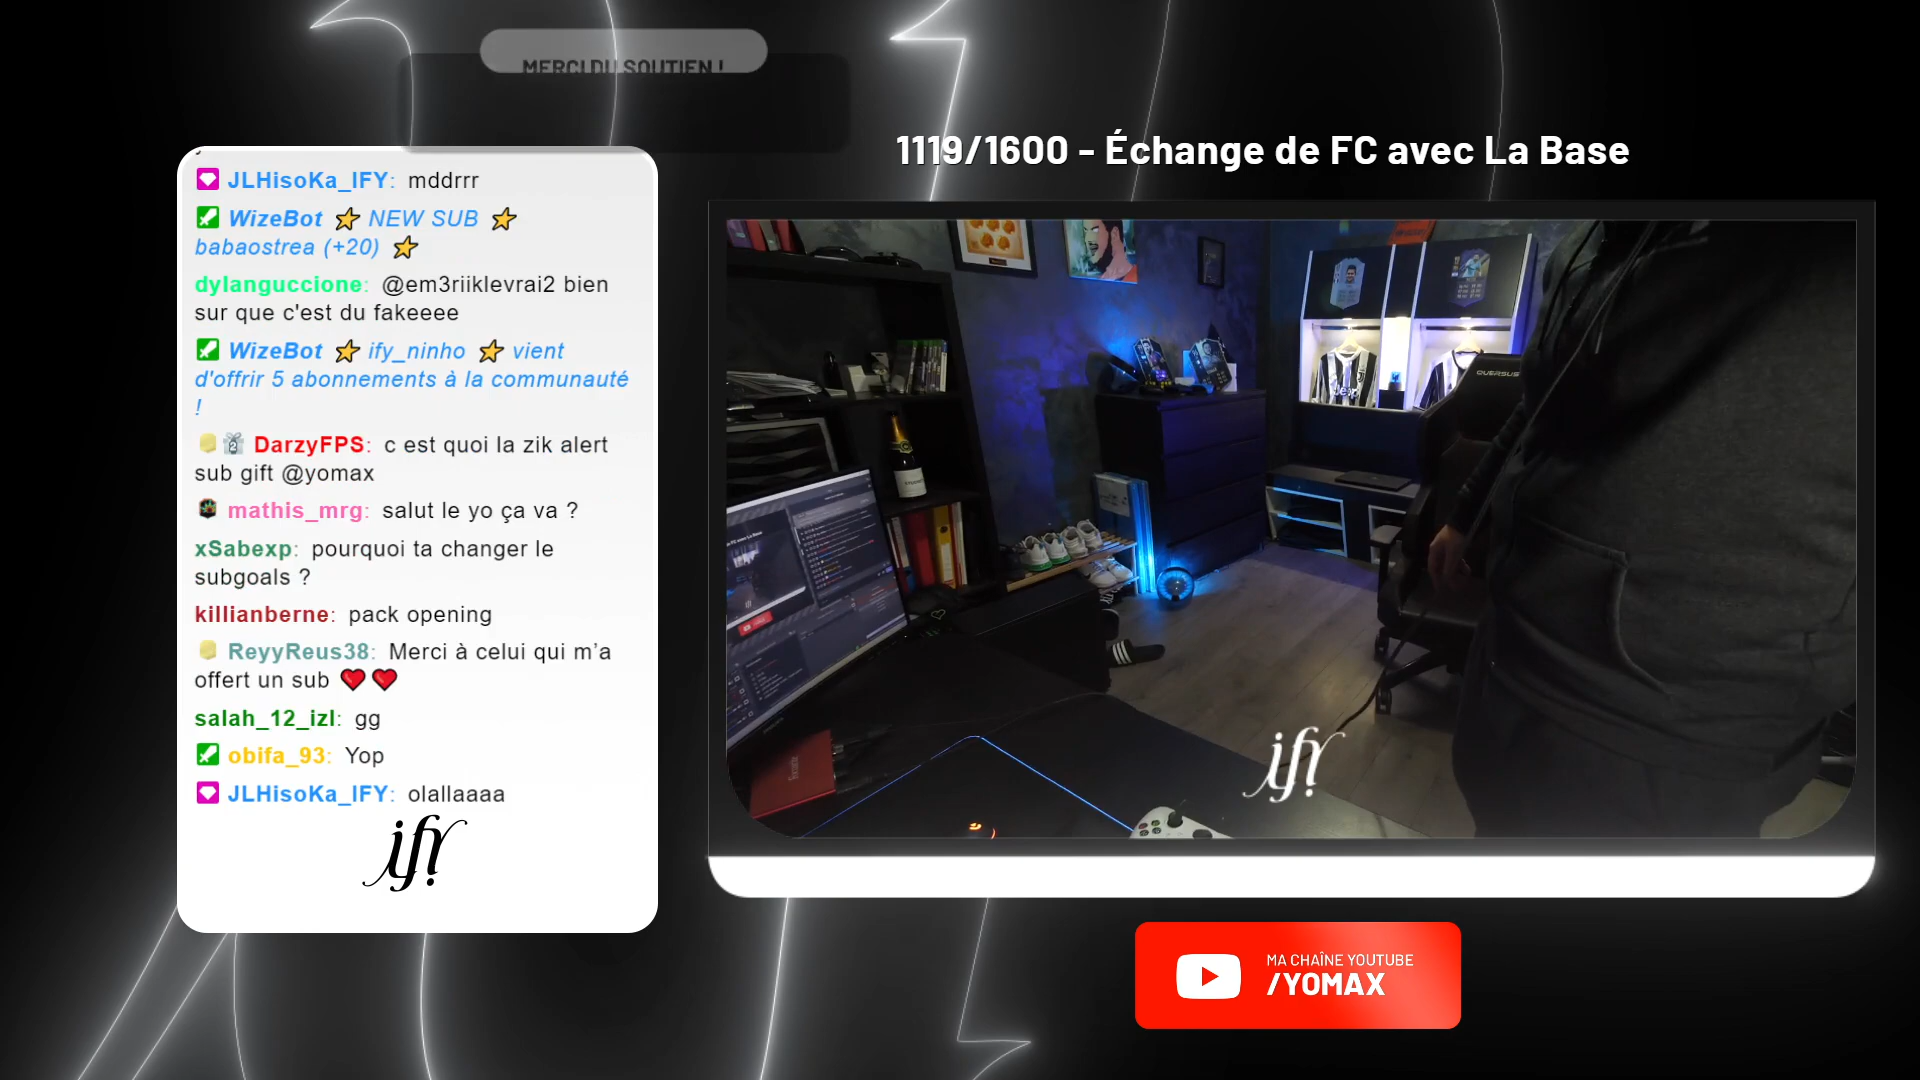 MERCI DU SOUTIEN !
1119/1600 - Échange de FC avec La Base
JLHisoKa_IFY: mddrrr
WizeBot ⭐ NEW SUB ⭐
babaostrea (+20) ⭐
dylanguccione: @em3riiklevrai2 bien
sur que c'est du fakeeee
WizeBot ⭐ ify_ninho ⭐ vient
d'offrir 5 abonnements à la communauté
!
DarzyFPS: c est quoi la zik alert
sub gift @yomax
mathis_mrg: salut le yo ça va ?
xSabexp: pourquoi ta changer le
subgoals ?
killianberne: pack opening
ReyyReus38: Merci à celui qui m’a
offert un sub ❤️❤️
salah_12_izl: gg
obifa_93: Yop
JLHisoKa_IFY: olallaaaa
ify
QUERSUS
Jeep
ify
MA CHAÎNE YOUTUBE
/YOMAX